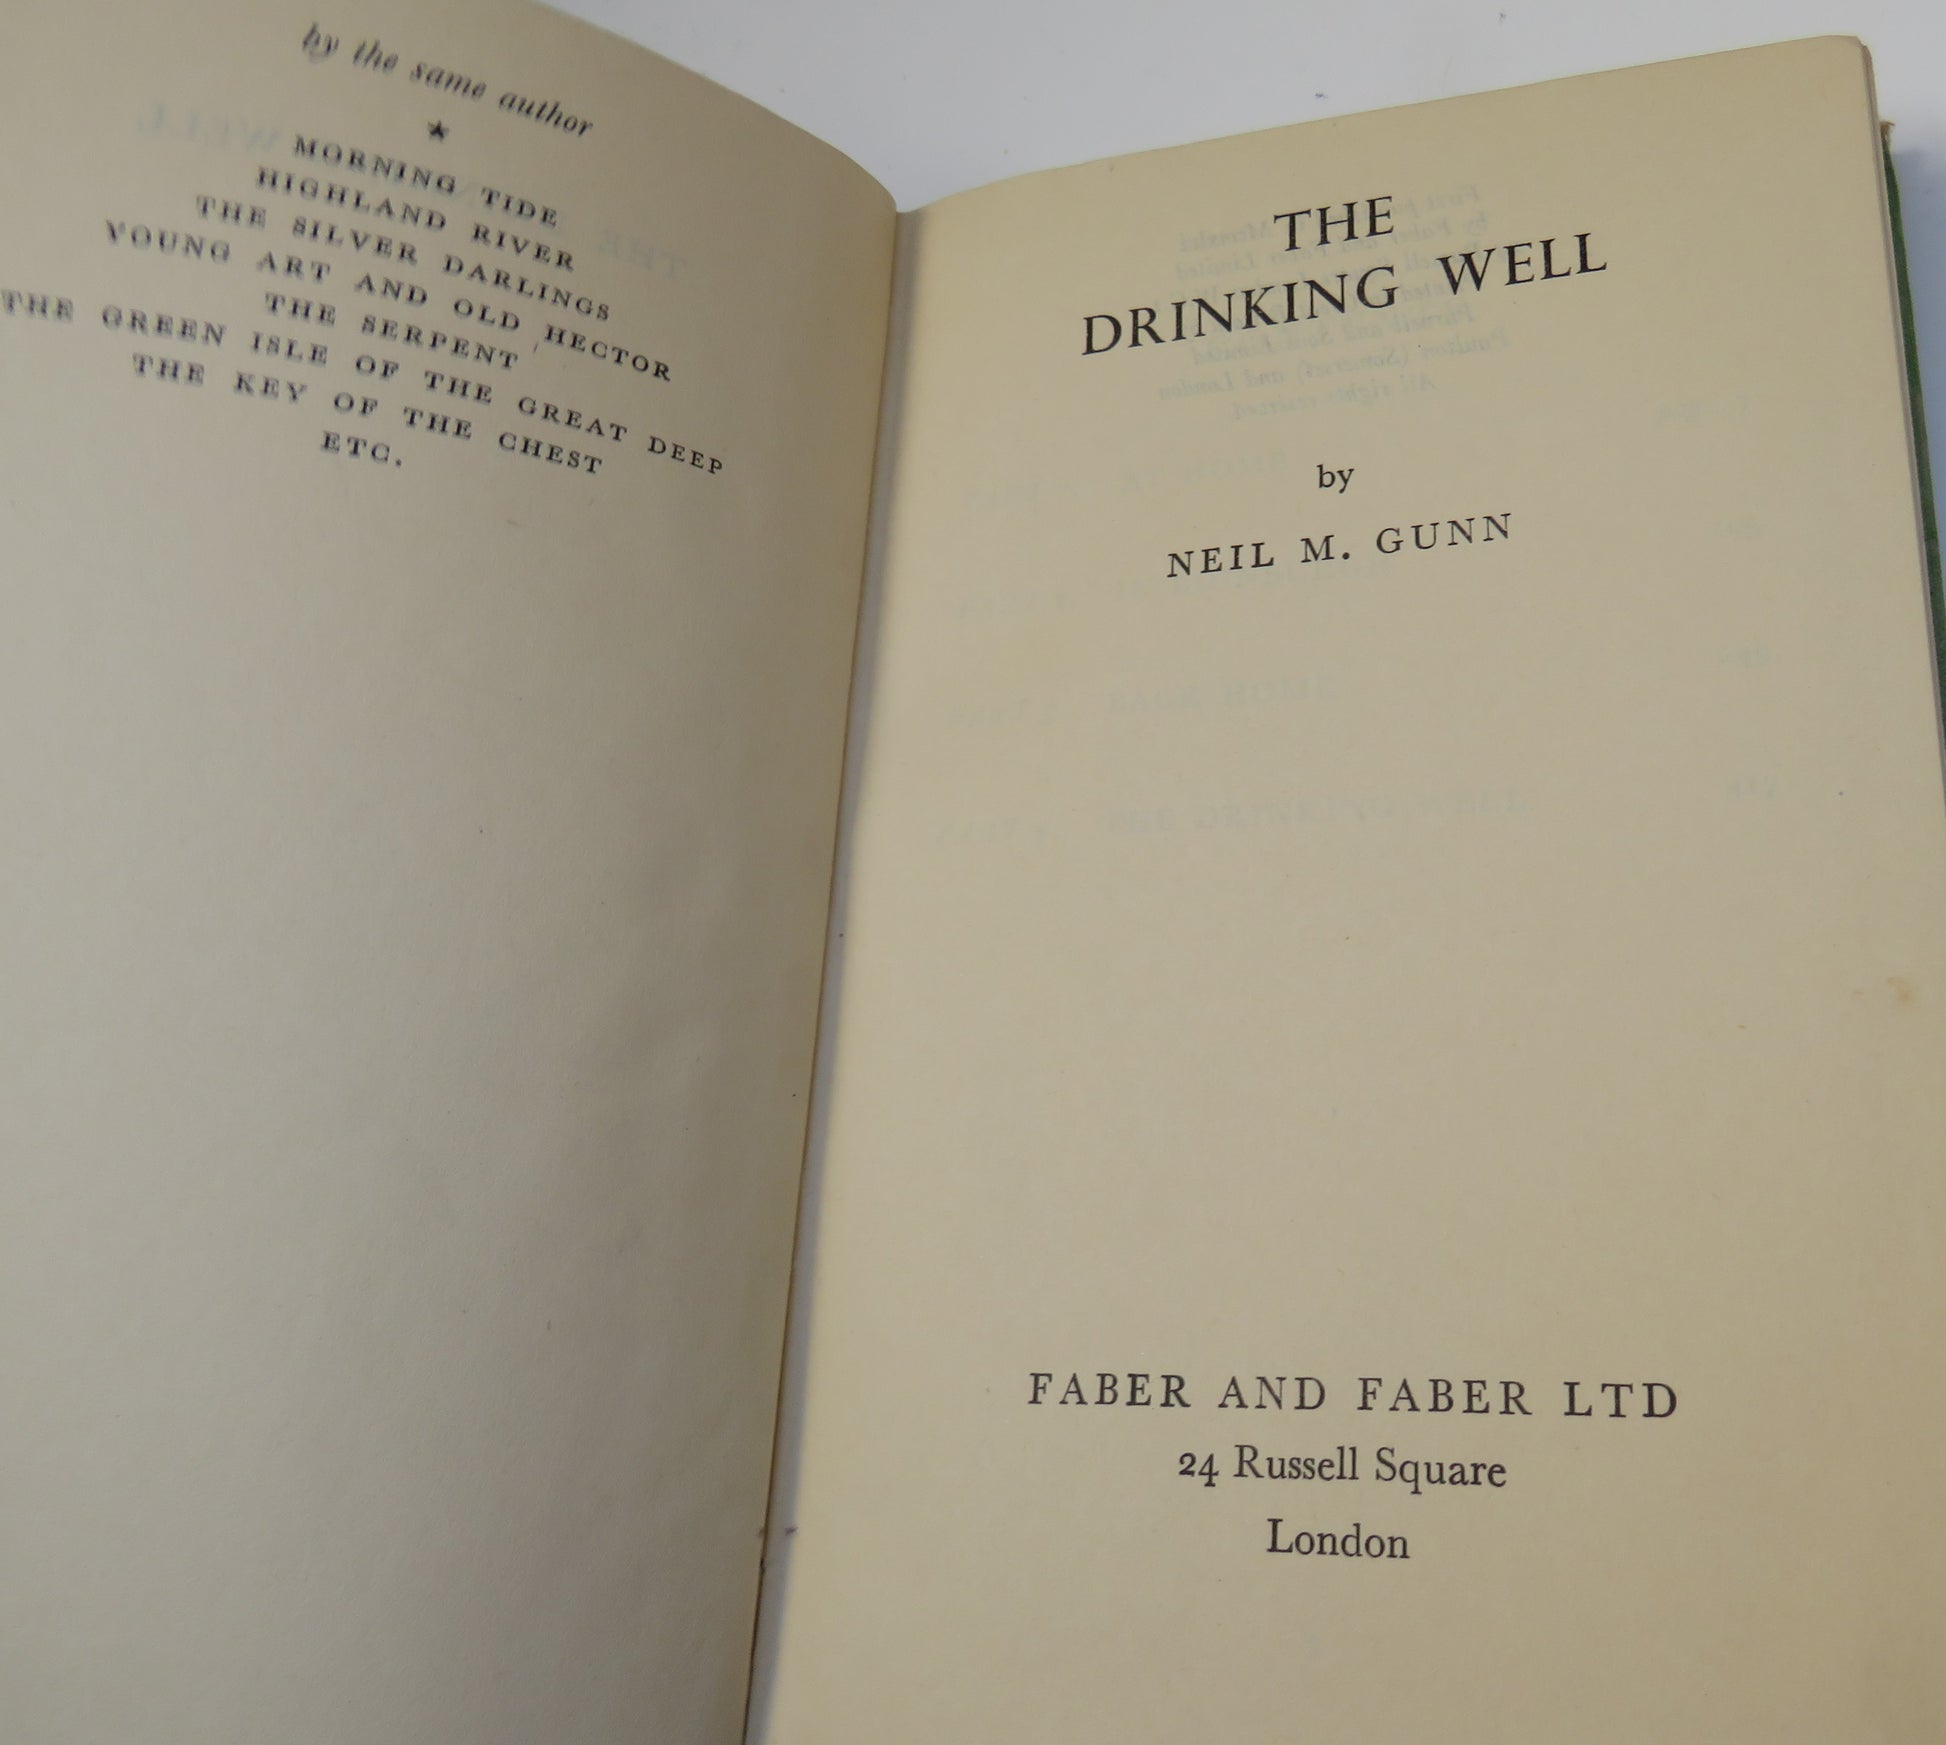 by the same author
★
MORNING TIDE
HIGHLAND RIVER
THE SILVER DARLINGS
YOUNG ART AND OLD HECTOR
THE SERPENT
THE GREEN ISLE OF THE GREAT DEEP
THE KEY OF THE CHEST
ETC.
THE
DRINKING WELL
by
NEIL M. GUNN
FABER AND FABER LTD
24 Russell Square
London